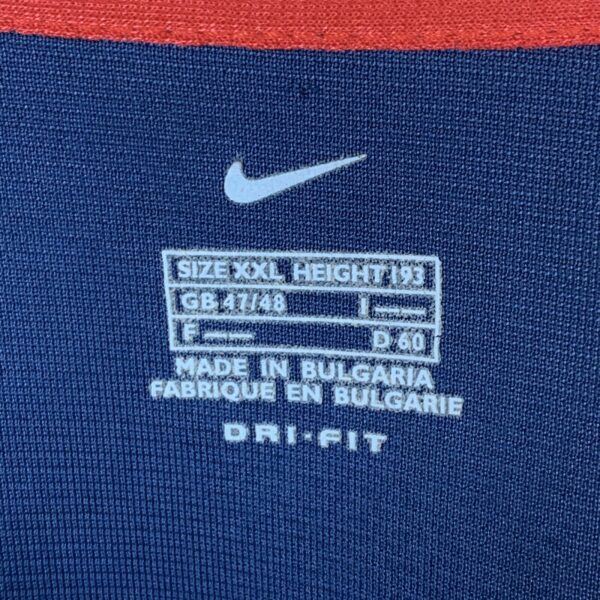 SIZE XXL HEIGHT 193
GB 47/48 I ——
F —— D 60
MADE IN BULGARIA
FABRIQUE EN BULGARIE
DRI-FIT